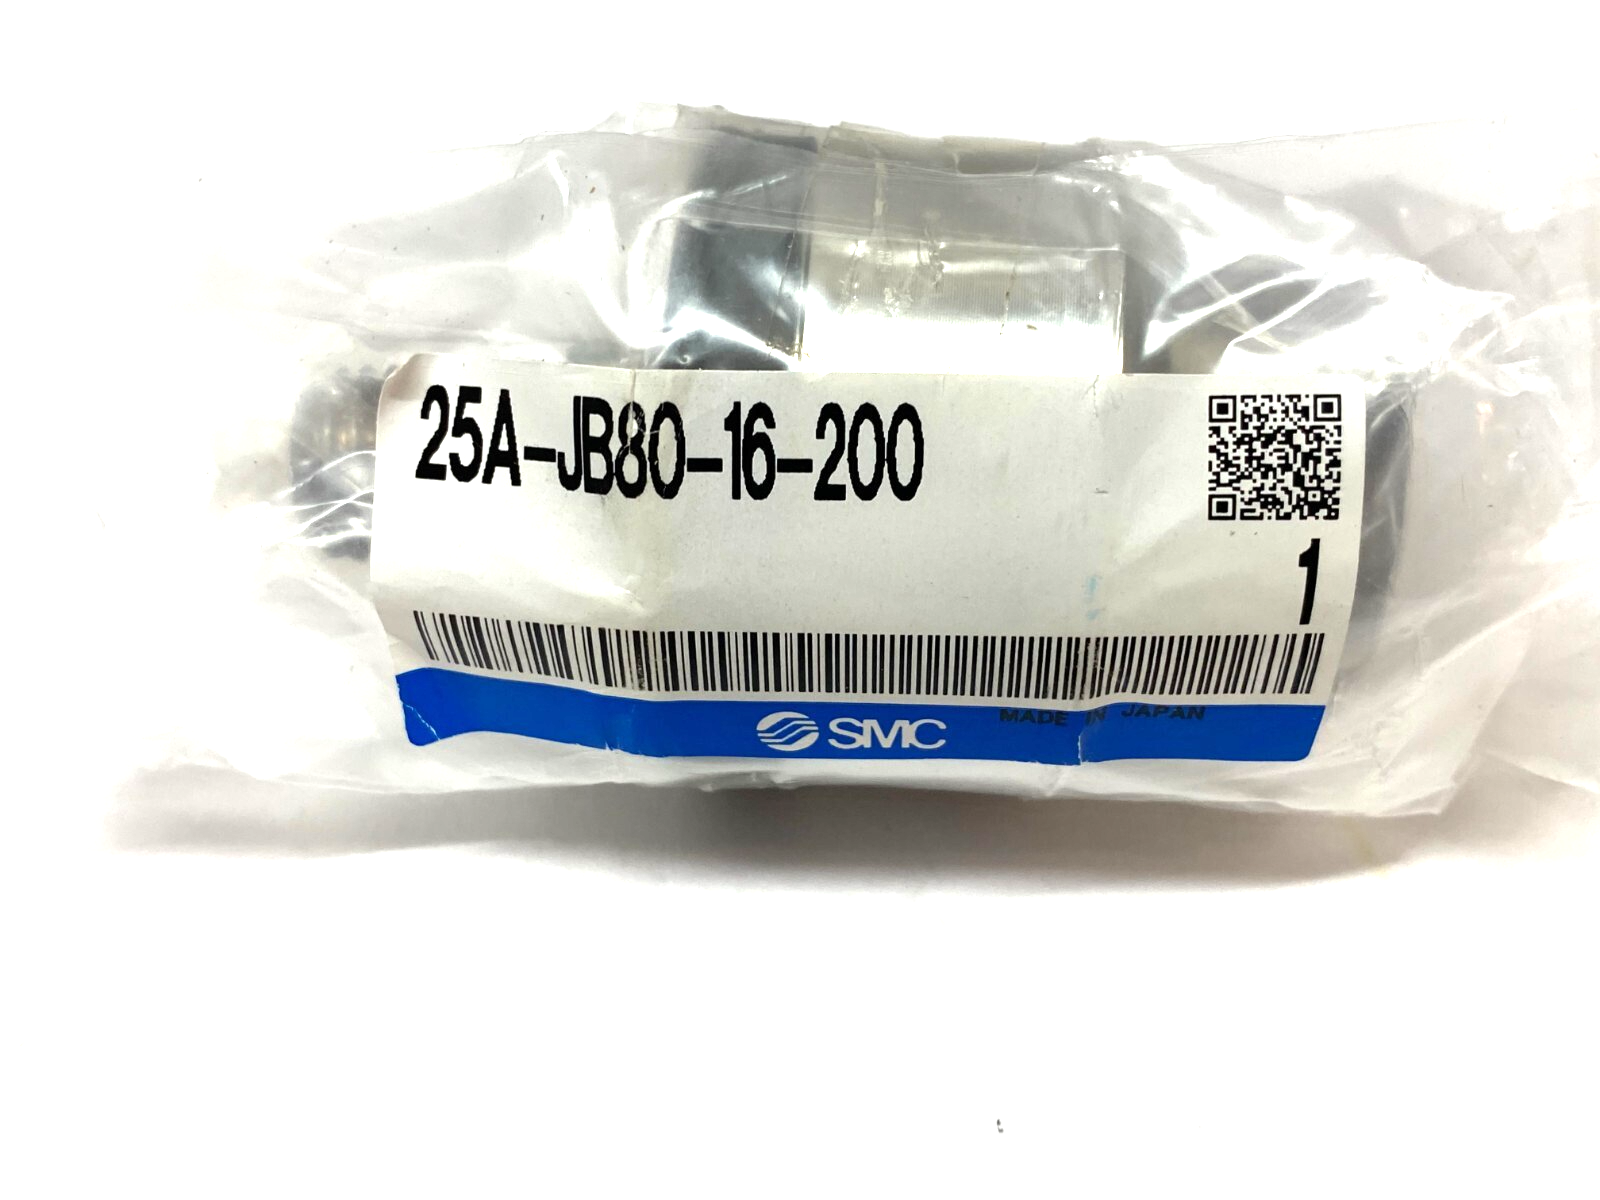 25A-JB80-16-200
1
SMC
MADE IN JAPAN